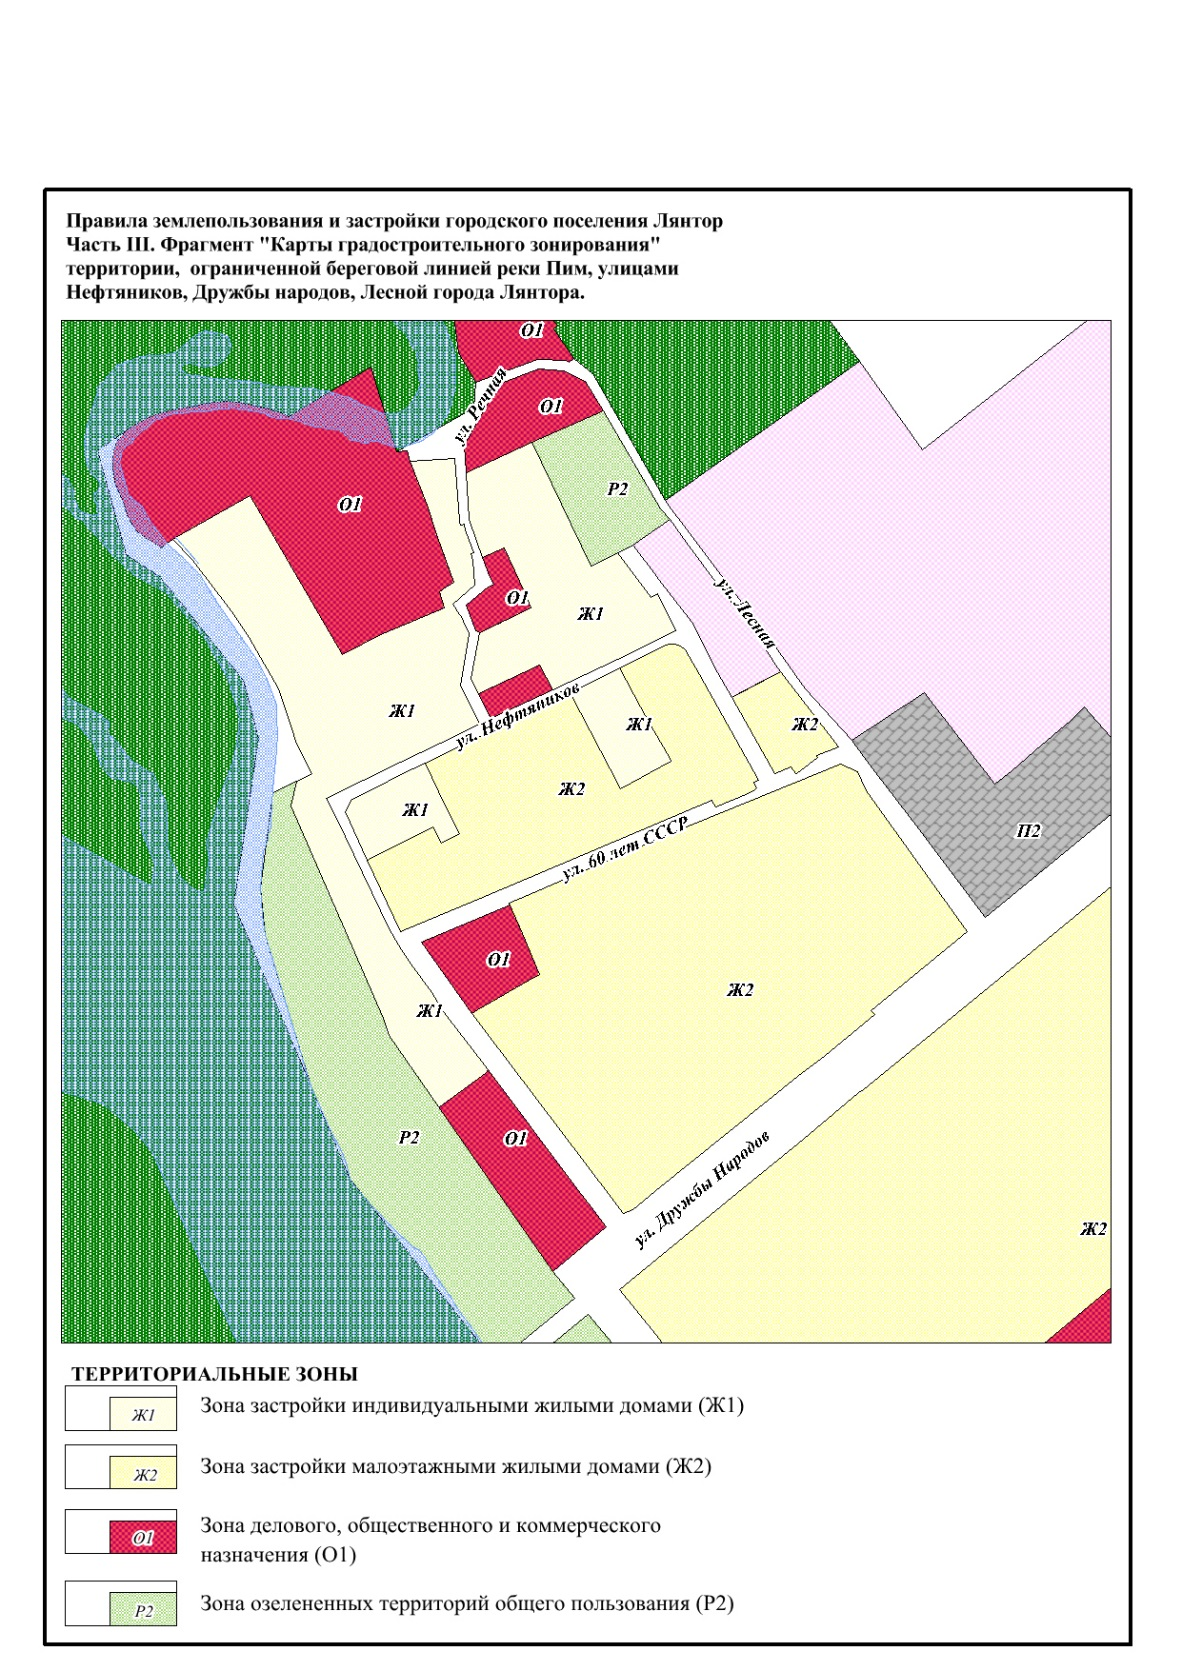 Правила землепользования и застройки городского поселения Лянтор
Часть III. Фрагмент "Карты градостроительного зонирования"
территории, ограниченной береговой линией реки Пим, улицами
Нефтяников, Дружбы народов, Лесной города Лянтора.
О1
ул. Речная
О1
Р2
О1
О1
ул. Лесная
Ж1
Ж1
ул. Нефтяников
Ж1
Ж2
Ж2
Ж1
П2
ул. 60 лет СССР
О1
Ж2
Ж1
Р2
О1
ул. Дружбы Народов
Ж2
ТЕРРИТОРИАЛЬНЫЕ ЗОНЫ
Ж1 Зона застройки индивидуальными жилыми домами (Ж1)
Ж2 Зона застройки малоэтажными жилыми домами (Ж2)
О1 Зона делового, общественного и коммерческого
назначения (О1)
Р2 Зона озелененных территорий общего пользования (Р2)